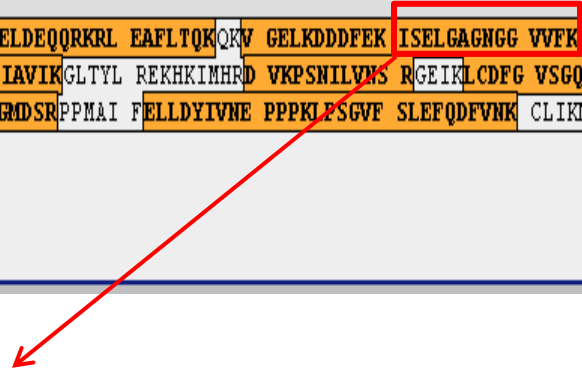 ELDEQQRKRL EAFLTQKQKV GELKDDDFEK ISELGAGNGG VVFK
IAVIKGLTYL REKHKIMHRD VKPSNILVNS RGEIKLCDFG VSGQ
GMDSRPPMAI FELLDYIVNE PPPKLPSGVF SLEFQDFVNK CLIK